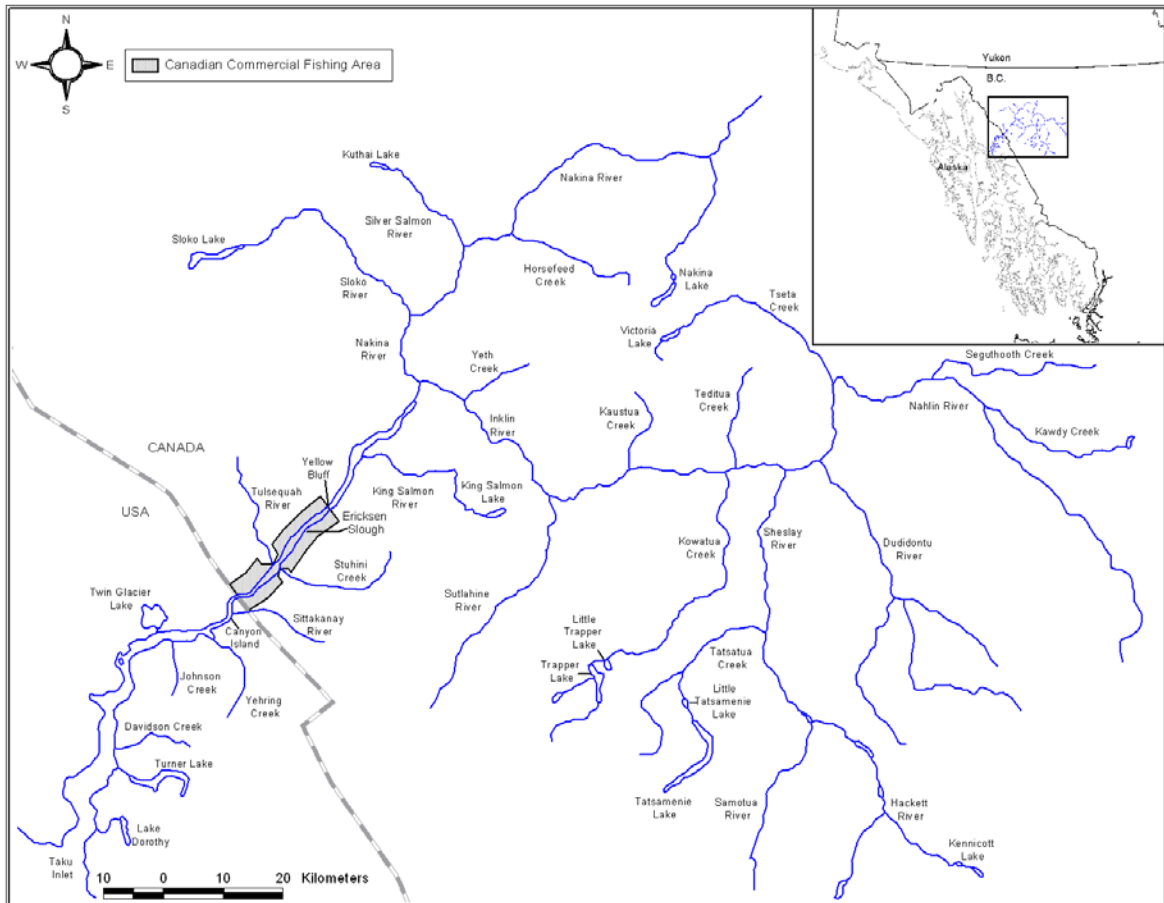 N
W
E
S
Canadian Commercial Fishing Area
Yukon
B.C.
Alaska
Kuthai Lake
Nakina River
Silver Salmon
River
Sloko Lake
Horsefeed
Creek
Sloko
River
Nakina
Lake
Tseta
Creek
Victoria
Lake
Nakina
River
Yeth
Creek
Seguthooth Creek
Teditua
Creek
Nahlin River
Kaustua
Creek
Inklin
River
Kawdy Creek
CANADA
Yellow
Bluff
Tulsequah
River
King Salmon
River
King Salmon
Lake
USA
Ericksen
Slough
Kowatua
Creek
Sheslay
River
Dudidontu
River
Stuhini
Creek
Twin Glacier
Lake
Sutlahine
River
Sittakanay
River
Canyon
Island
Little
Trapper
Lake
Tatsatua
Creek
Trapper
Lake
Johnson
Creek
Little
Tatsamenie
Lake
Yehring
Creek
Davidson Creek
Turner Lake
Tatsamenie
Lake
Samotua
River
Hackett
River
Lake
Dorothy
Kennicott
Lake
Taku
Inlet
10 0 10 20 Kilometers